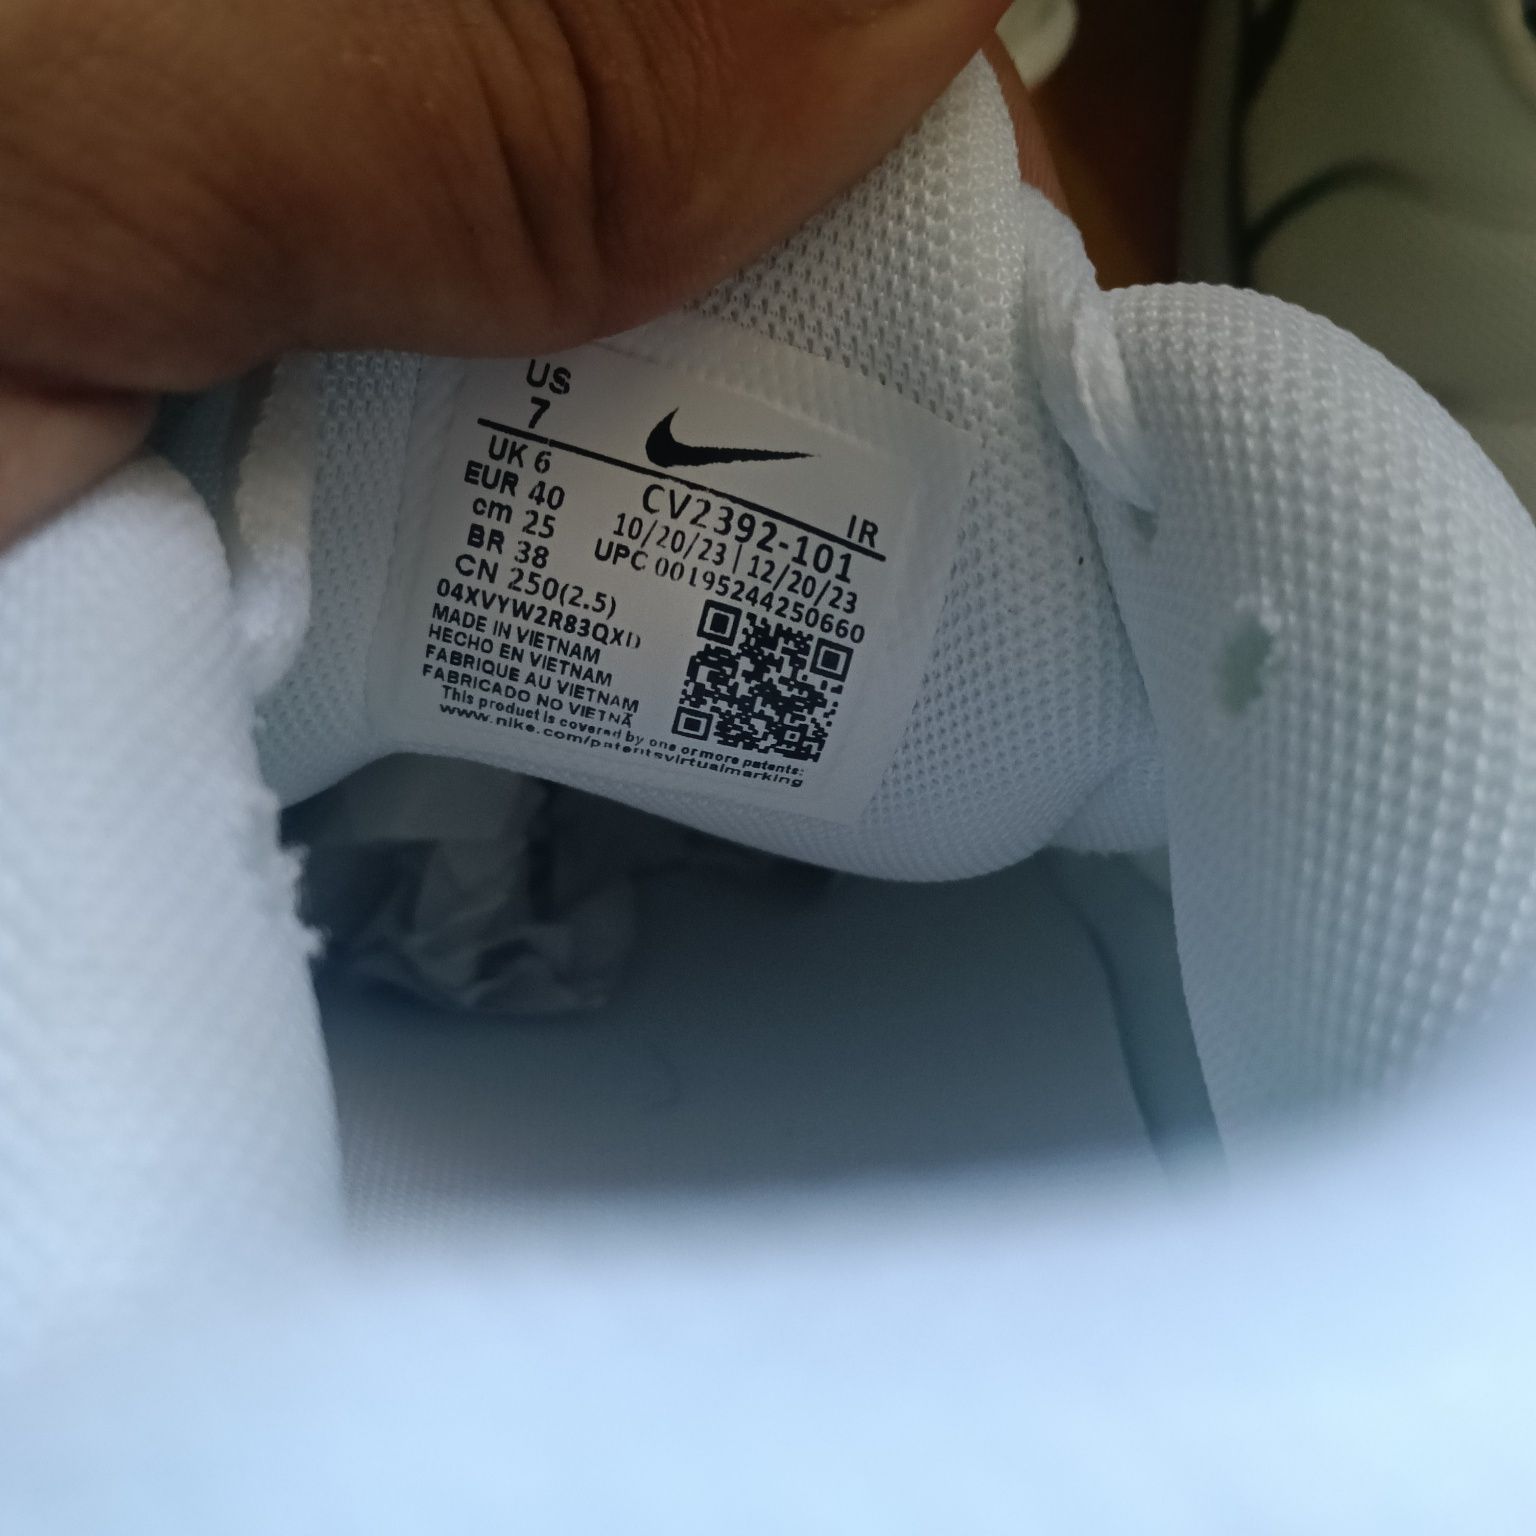 US
7
UK 6
EUR 40
cm 25
BR 38
CN 250(2.5)
IR
CV2392-101
10/20/23 | 12/20/23
UPC 00195244250660
04XVYW2R83QXD
MADE IN VIETNAM
HECHO EN VIETNAM
FABRIQUE AU VIETNAM
FABRICADO NO VIETNÃ
This product is covered by one or more patents:
www.nike.com/patentsvirtualmarking